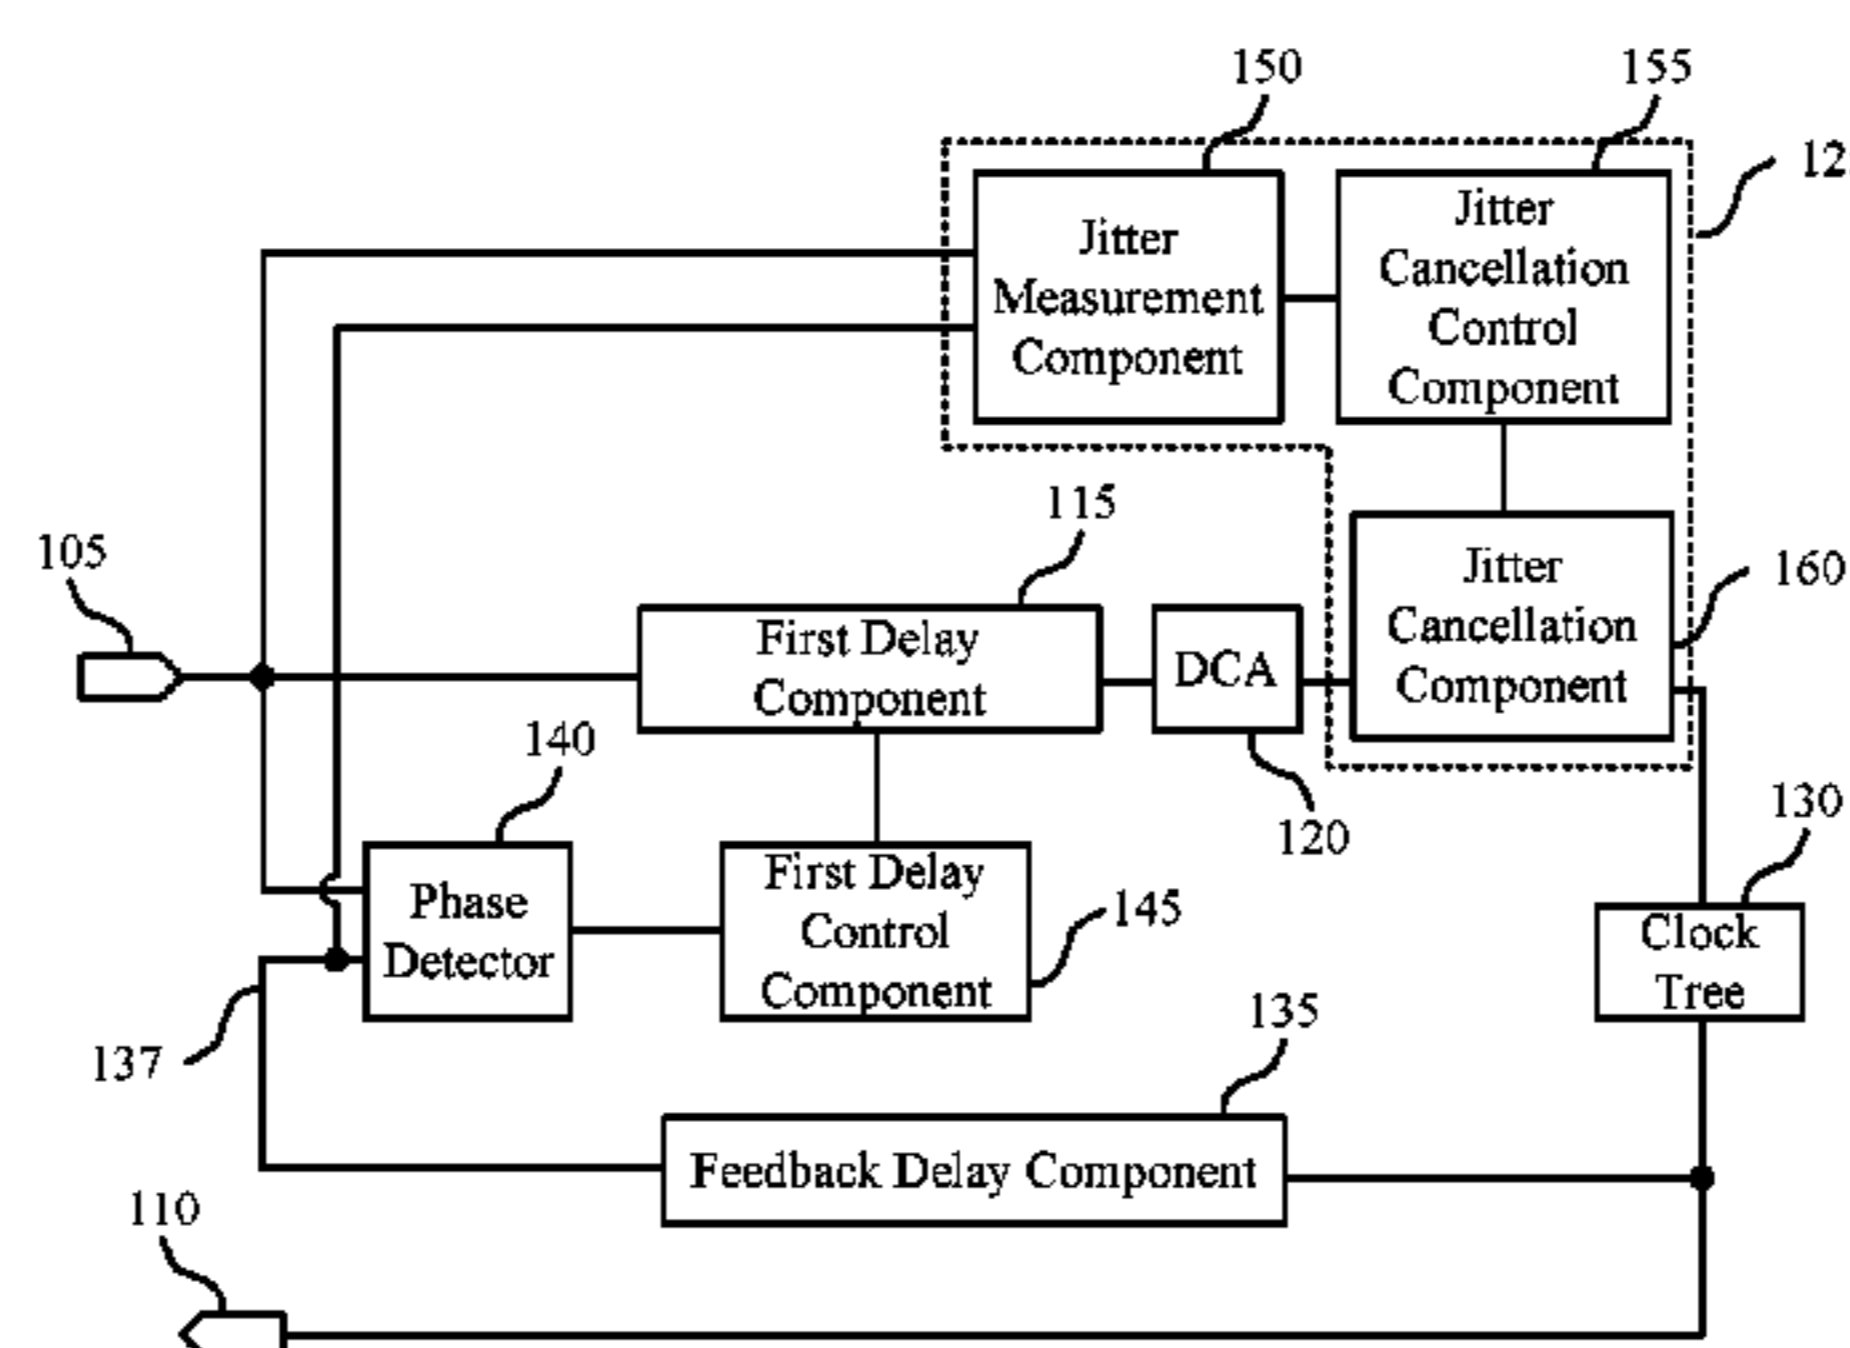 150
155
Jitter
Measurement
Component
Jitter
Cancellation
Control
Component
115
105
First Delay
Component
DCA
Jitter
Cancellation
Component
160
140
120
130
Phase
Detector
First Delay
Control
Component
145
Clock
Tree
137
135
Feedback Delay Component
110